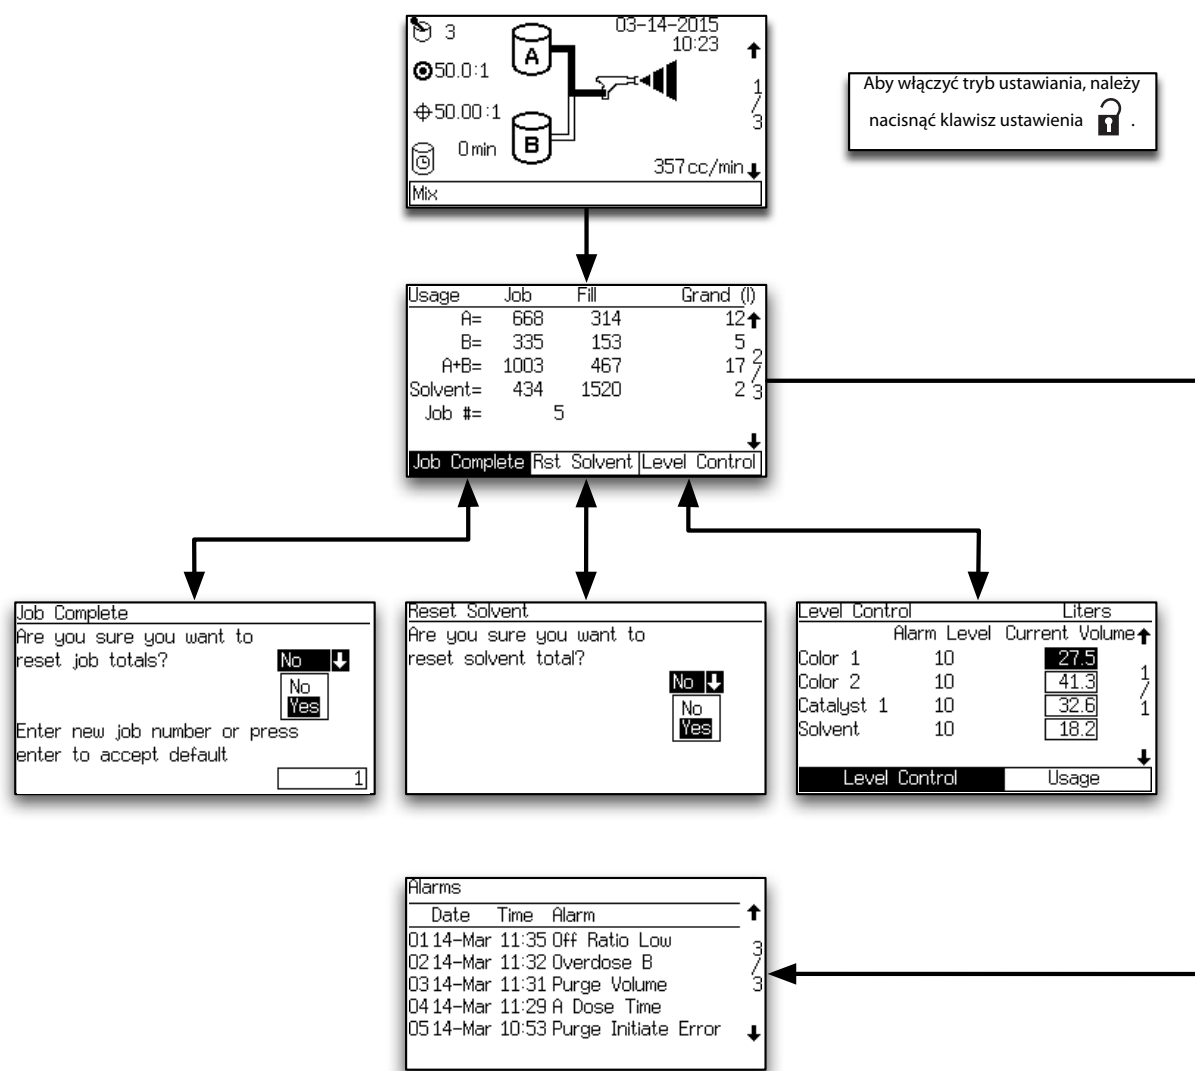 3
03-14-2015
10:23
A
50.0:1
1
/
3
50.00:1
B
0min
357cc/min
Mix
Aby włączyć tryb ustawiania, należy
nacisnąć klawisz ustawienia .
Usage Job Fill Grand (l)
A= 668 314 12
B= 335 153 5
A+B= 1003 467 17
Solvent= 434 1520 2
Job #= 5
2
/
3
Job Complete Rst Solvent Level Control
Job Complete
Are you sure you want to
reset job totals?
No
No
Yes
Enter new job number or press
enter to accept default
1
Reset Solvent
Are you sure you want to
reset solvent total?
No
No
Yes
Level Control Liters
Alarm Level Current Volume
Color 1 10 27.5
Color 2 10 41.3
Catalyst 1 10 32.6
Solvent 10 18.2
1
/
1
Level Control Usage
Alarms
Date Time Alarm
01 14-Mar 11:35 Off Ratio Low
02 14-Mar 11:32 Overdose B
03 14-Mar 11:31 Purge Volume
04 14-Mar 11:29 A Dose Time
05 14-Mar 10:53 Purge Initiate Error
3
/
3